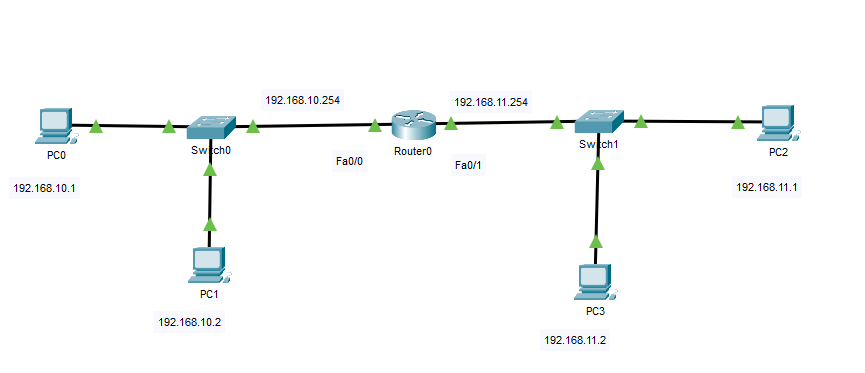 192.168.10.254
192.168.11.254
PC0
Switch0
Router0
Switch1
PC2
Fa0/0
Fa0/1
192.168.10.1
192.168.11.1
PC1
PC3
192.168.10.2
192.168.11.2